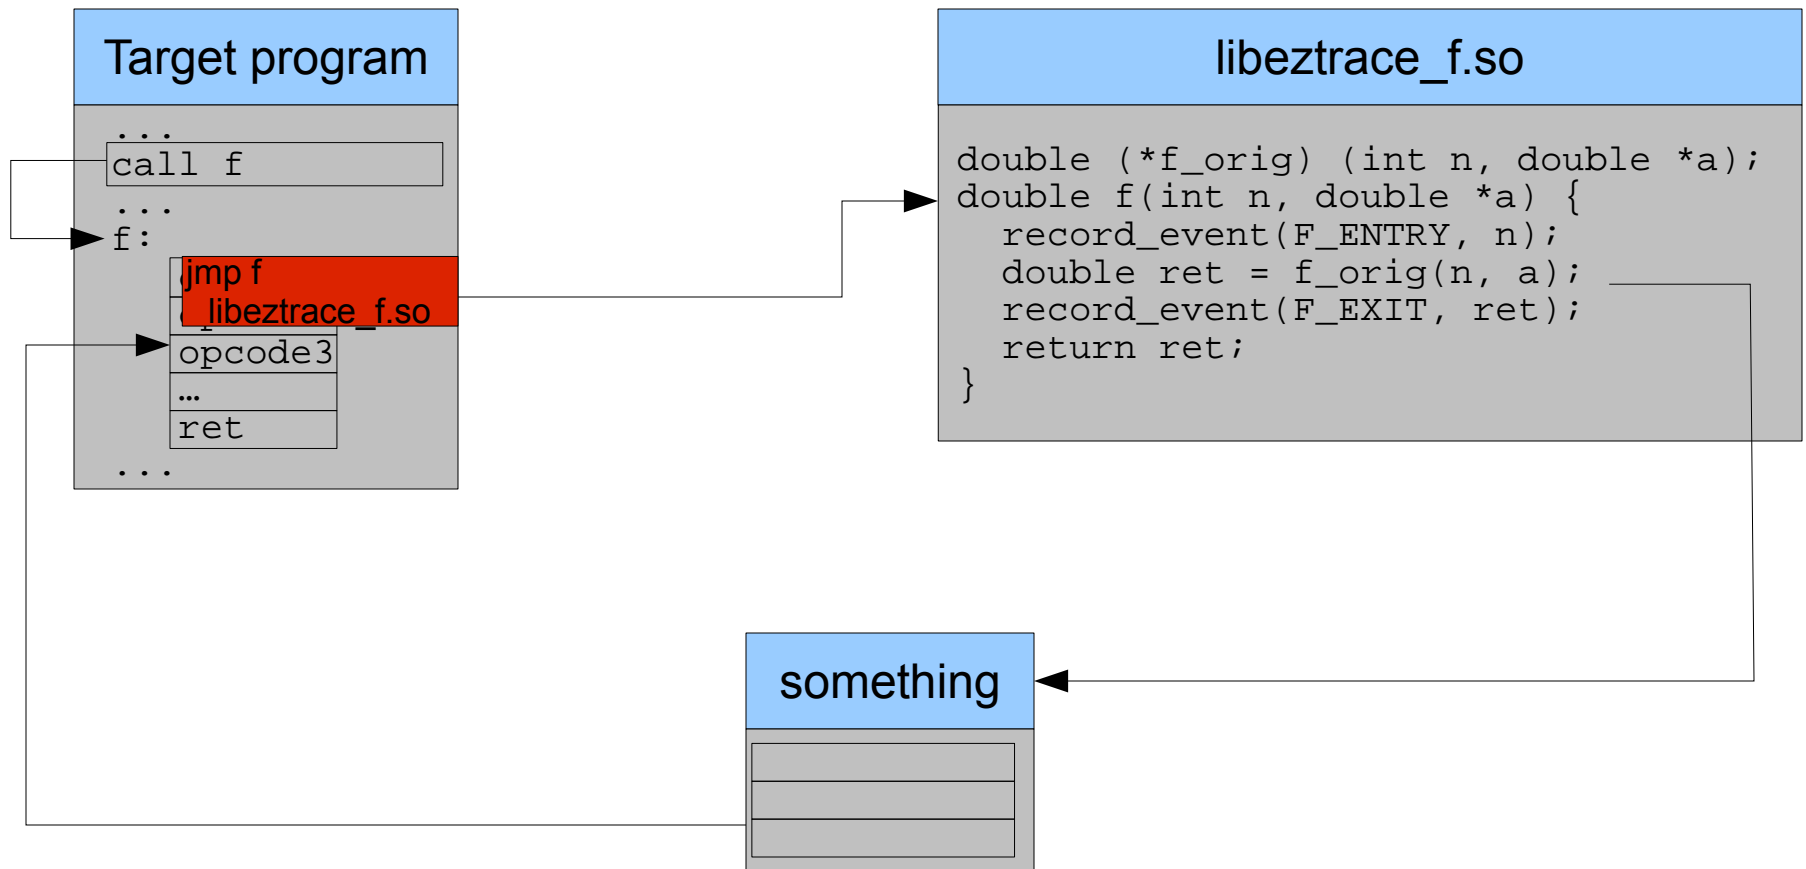 Target program
...
call f
...
f:
jmp f
libeztrace_f.so
opcode3
…
ret
...
libeztrace_f.so
double (*f_orig) (int n, double *a);
double f(int n, double *a) {
record_event(F_ENTRY, n);
double ret = f_orig(n, a);
record_event(F_EXIT, ret);
return ret;
}
something